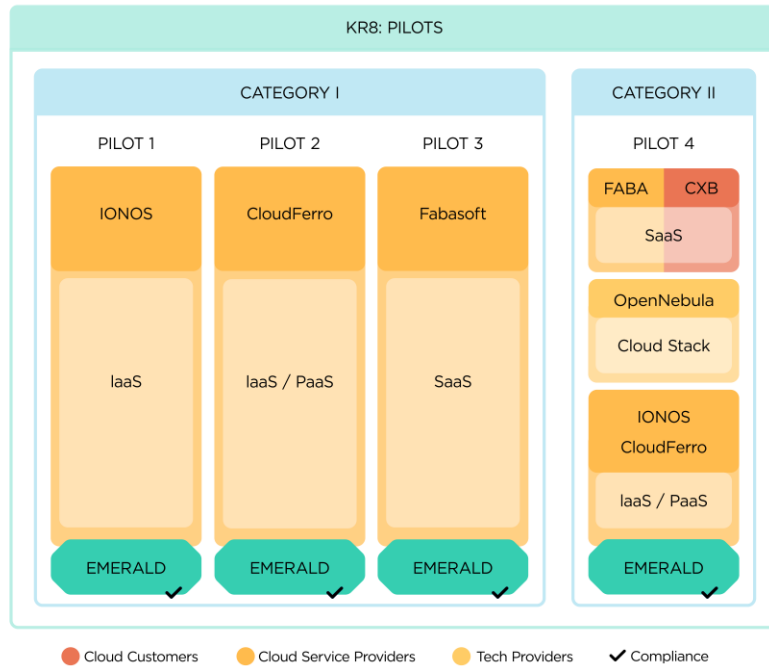 KR8: PILOTS
CATEGORY I
PILOT 1
IONOS
IaaS
EMERALD
PILOT 2
CloudFerro
IaaS / PaaS
EMERALD
PILOT 3
Fabasoft
SaaS
EMERALD
CATEGORY II
PILOT 4
FABA CXB
SaaS
OpenNebula
Cloud Stack
IONOS
CloudFerro
IaaS / PaaS
EMERALD
Cloud Customers Cloud Service Providers Tech Providers Compliance